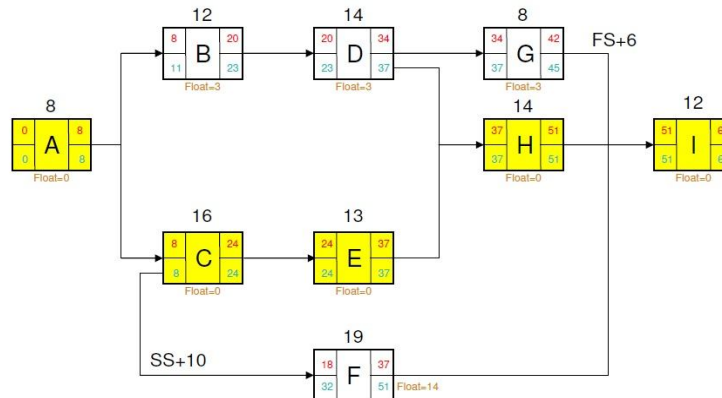 12
14
8
8 20
20 34
34 42
FS+6
B
D
G
11 23
23 37
37 45
Float=3
Float=3
Float=3
8
14
12
0 8
37 51
51
A
H
I
0 8
37 51
51
Float=0
Float=0
Float=0
16
13
8 24
24 37
C
E
8 24
24 37
Float=0
Float=0
19
SS+10
18 37
F
32 51
Float=14